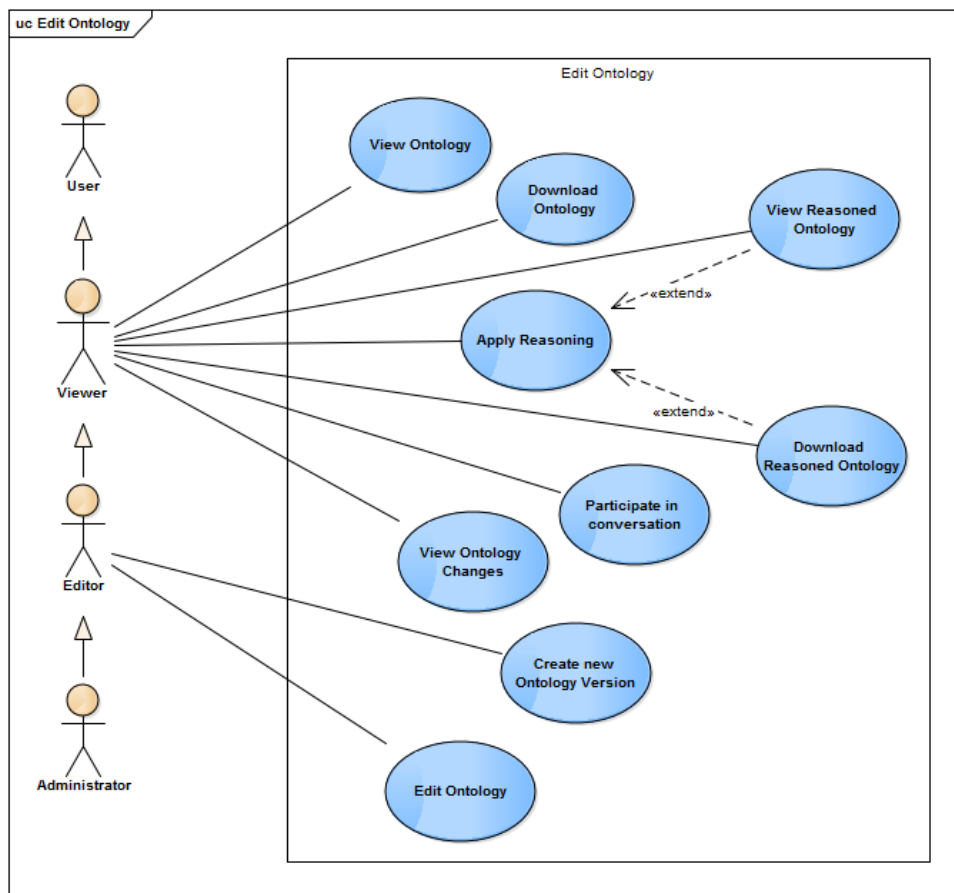 uc Edit Ontology
Edit Ontology
User
View Ontology
Download
Ontology
View Reasoned
Ontology
«extend»
Viewer
Apply Reasoning
«extend»
Download
Reasoned Ontology
Participate in
conversation
Editor
View Ontology
Changes
Create new
Ontology Version
Administrator
Edit Ontology